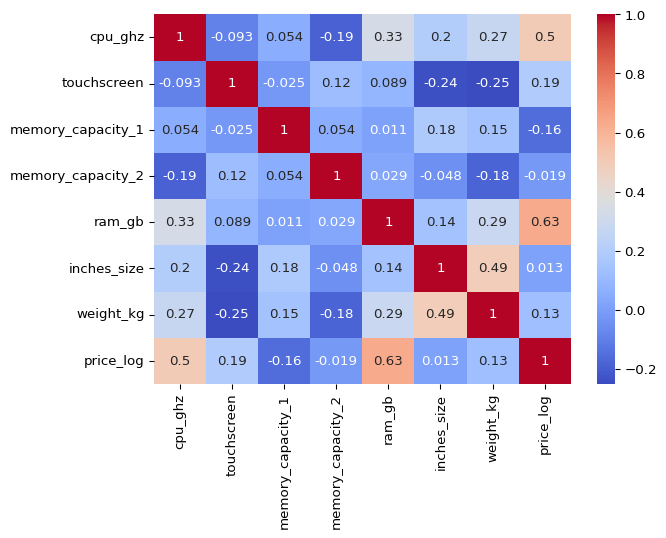 cpu_ghz 1 -0.093 0.054 -0.19 0.33 0.2 0.27 0.5
touchscreen -0.093 1 -0.025 0.12 0.089 -0.24 -0.25 0.19
memory_capacity_1 0.054 -0.025 1 0.054 0.011 0.18 0.15 -0.16
memory_capacity_2 -0.19 0.12 0.054 1 0.029 -0.048 -0.18 -0.019
ram_gb 0.33 0.089 0.011 0.029 1 0.14 0.29 0.63
inches_size 0.2 -0.24 0.18 -0.048 0.14 1 0.49 0.013
weight_kg 0.27 -0.25 0.15 -0.18 0.29 0.49 1 0.13
price_log 0.5 0.19 -0.16 -0.019 0.63 0.013 0.13 1
cpu_ghz
touchscreen
memory_capacity_1
memory_capacity_2
ram_gb
inches_size
weight_kg
price_log
1.0
0.8
0.6
0.4
0.2
0.0
−0.2